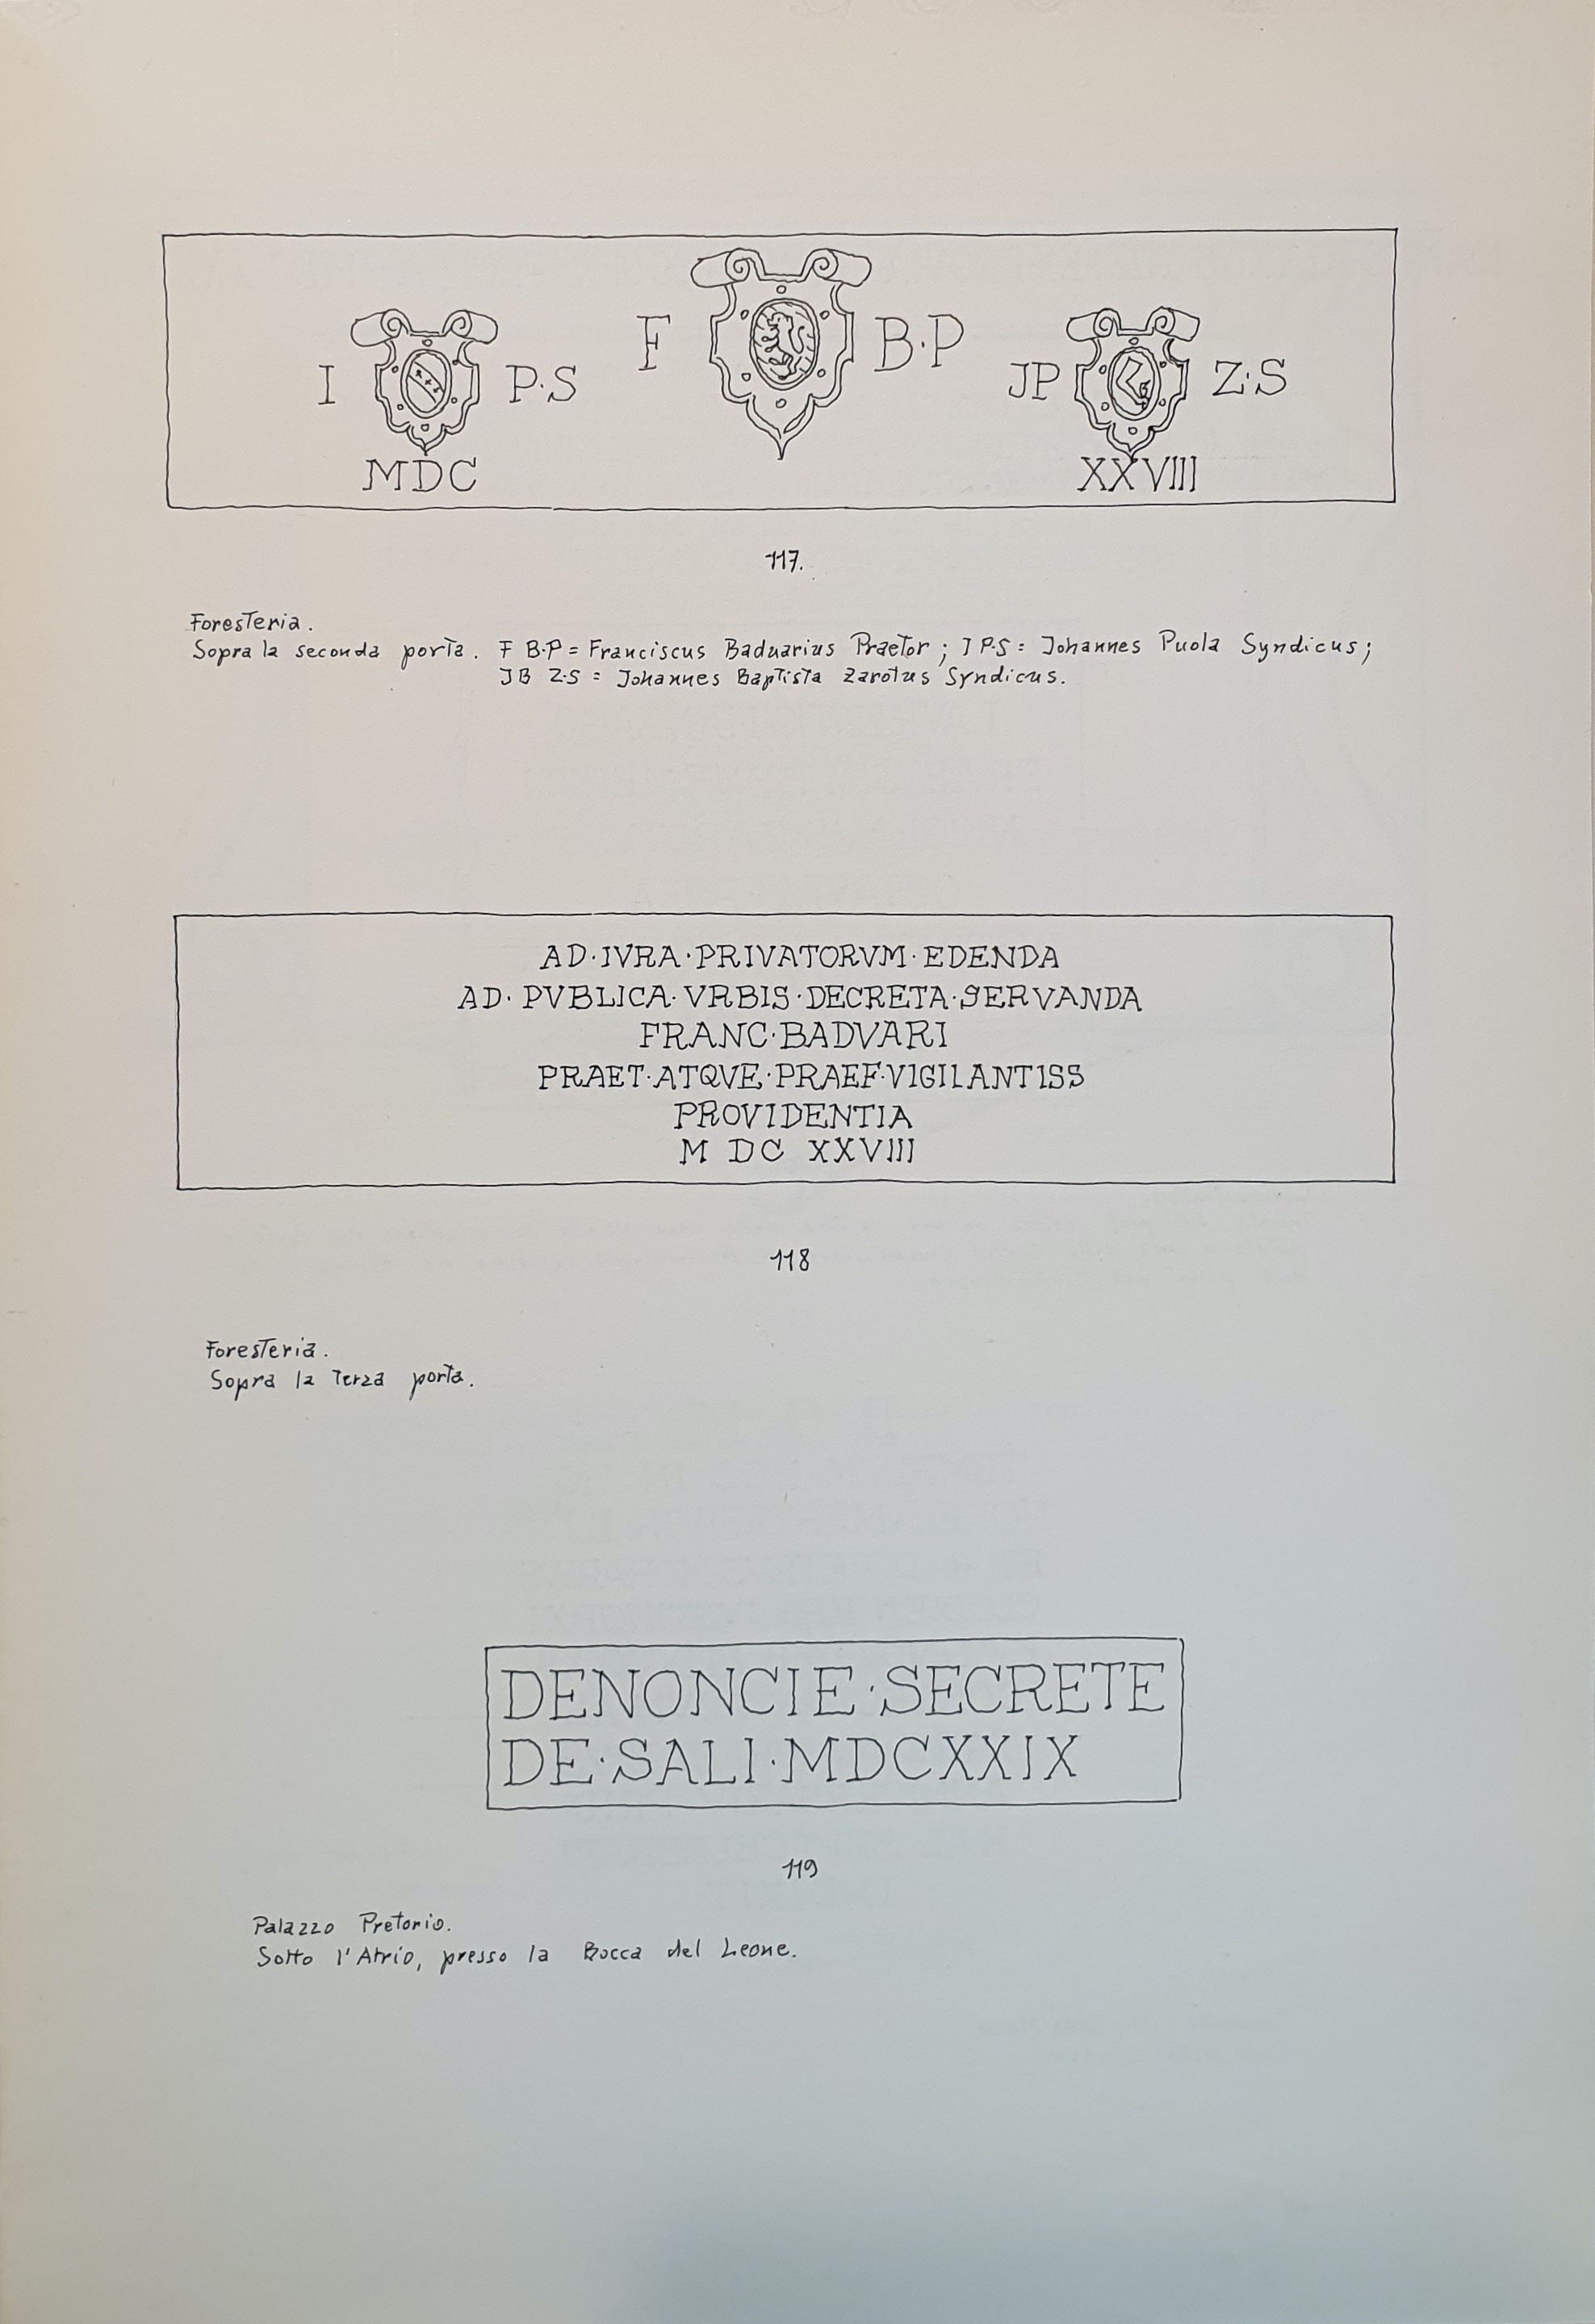 F B·P
I P·S JP Z·S
MDC XXVIII
117.
Foresteria.
Sopra la seconda porta. F B·P = Franciscus Baduarius Praetor ; I P·S = Johannes Puola Syndicus ;
JB Z·S = Johannes Baptista Zarotus Syndicus.
AD·IVRA·PRIVATORVM·EDENDA
AD·PVBLICA·VRBIS·DECRETA·SERVANDA
FRANC·BADVARI
PRAET·ATQVE·PRAEF·VIGILANTISS
PROVIDENTIA
M DC XXVIII
118
Foresteria.
Sopra la terza porta.
DENONCIE·SECRETE
DE·SALI·MDCXXIX
119
Palazzo Pretorio.
Sotto l'Atrio, presso la Bocca del Leone.